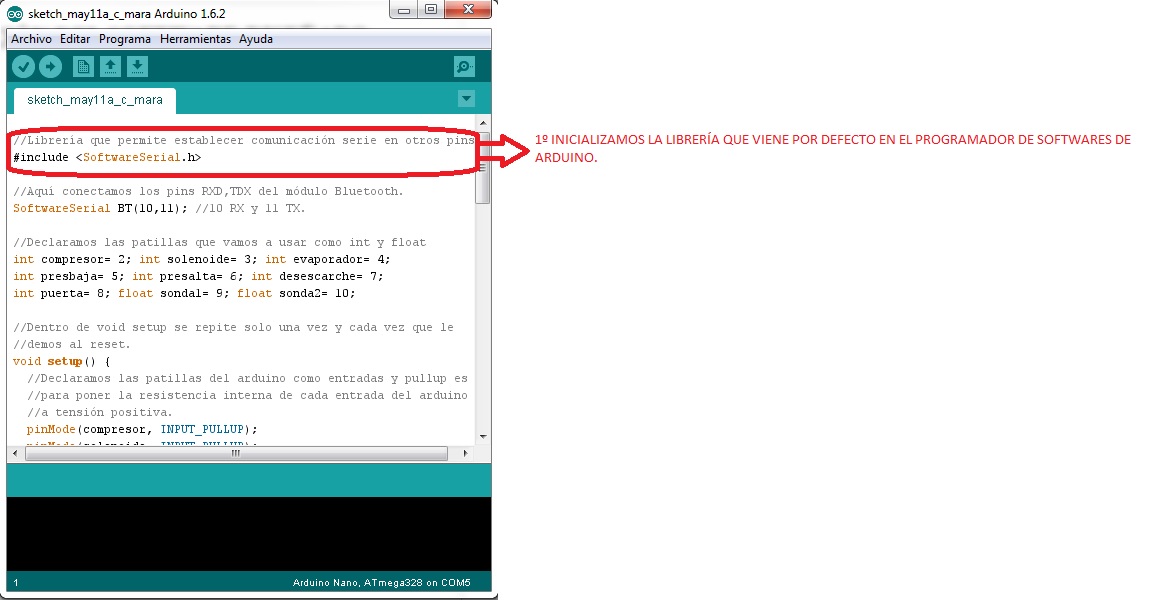 sketch_may11a_c_mara Arduino 1.6.2
Archivo Editar Programa Herramientas Ayuda
sketch_may11a_c_mara
//Librería que permite establecer comunicación serie en otros pins
#include <SoftwareSerial.h>
1º INICIALIZAMOS LA LIBRERÍA QUE VIENE POR DEFECTO EN EL PROGRAMADOR DE SOFTWARES DE
ARDUINO.
//Aquí conectamos los pins RXD,TDX del módulo Bluetooth.
SoftwareSerial BT(10,11); //10 RX y 11 TX.
//Declaramos las patillas que vamos a usar como int y float
int compresor= 2; int solenoide= 3; int evaporador= 4;
int presbaja= 5; int presalta= 6; int desescarche= 7;
int puerta= 8; float sonda1= 9; float sonda2= 10;
//Dentro de void setup se repite solo una vez y cada vez que le
//demos al reset.
void setup() {
//Declaramos las patillas del arduino como entradas y pullup es
//para poner la resistencia interna de cada entrada del arduino
//a tensión positiva.
pinMode(compresor, INPUT_PULLUP);
pinMode(solenoide, INPUT_PULLUP);
1
Arduino Nano, ATmega328 on COM5